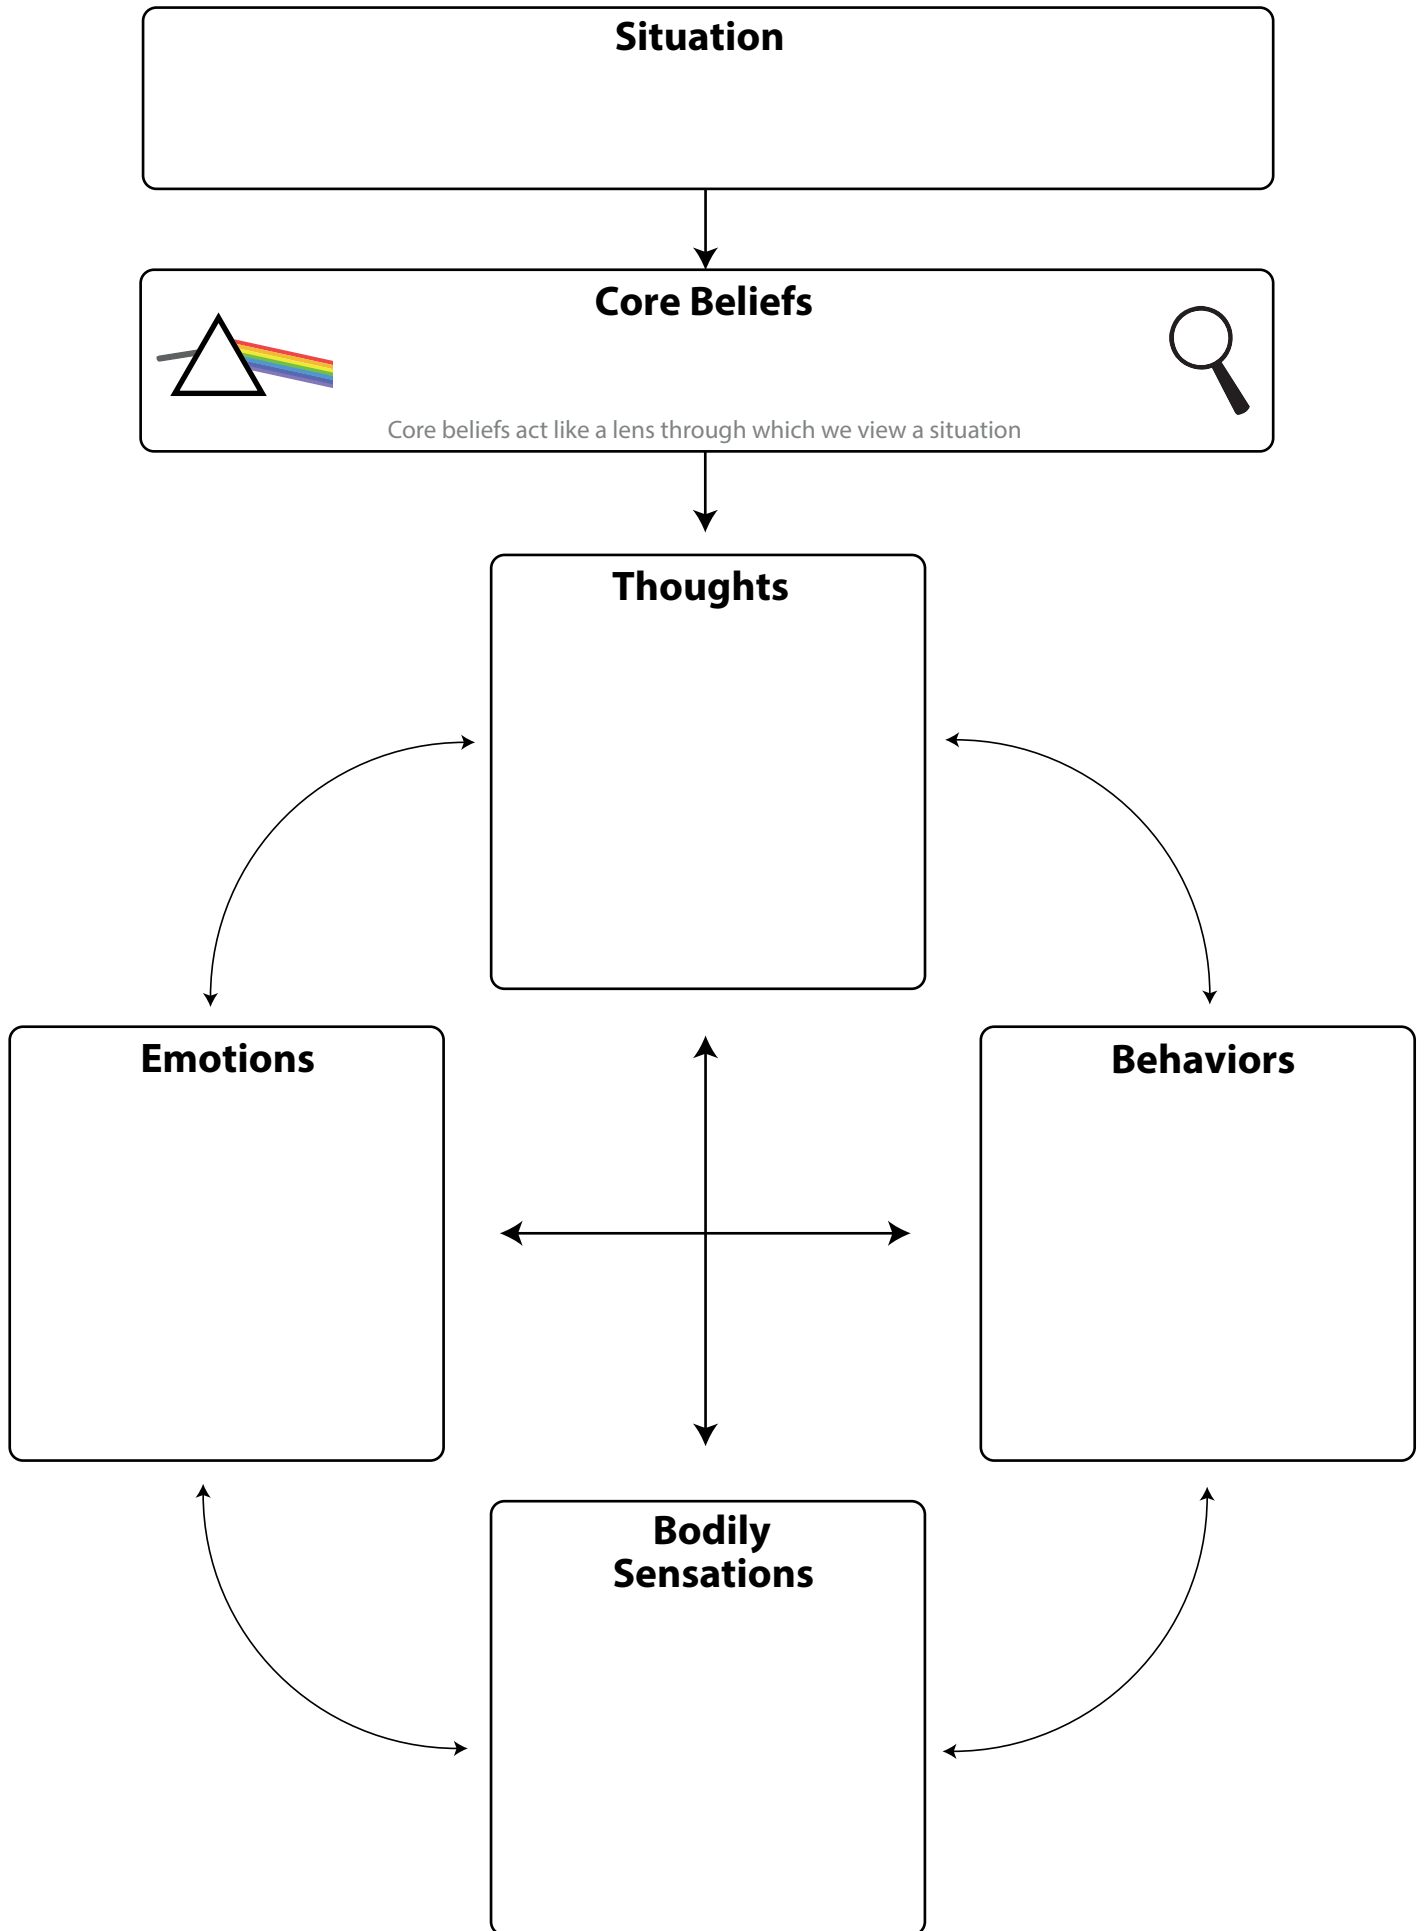 Situation
Core Beliefs
Core beliefs act like a lens through which we view a situation
Thoughts
Emotions
Behaviors
Bodily
Sensations